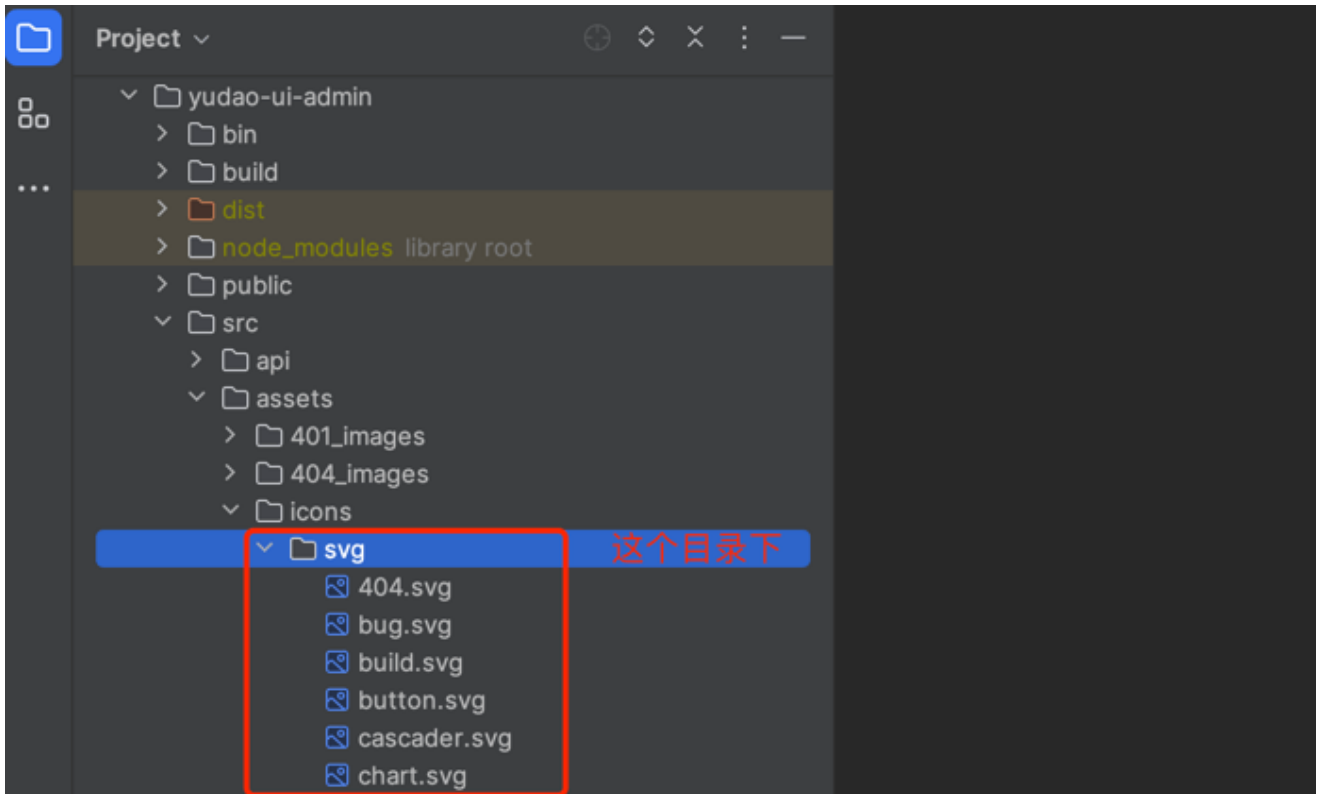 Project
yudao-ui-admin
bin
build
dist
node_modules library root
public
src
api
assets
401_images
404_images
icons
svg 这个目录下
404.svg
bug.svg
build.svg
button.svg
cascader.svg
chart.svg